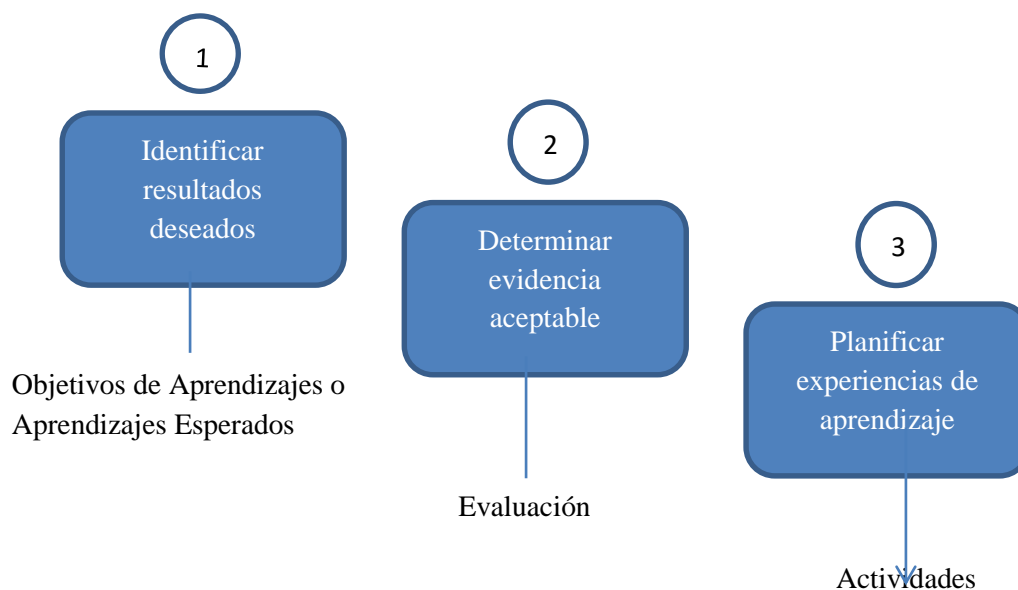 1
Identificar
resultados
deseados
Objetivos de Aprendizajes o
Aprendizajes Esperados
2
Determinar
evidencia
aceptable
Evaluación
3
Planificar
experiencias de
aprendizaje
Actividades